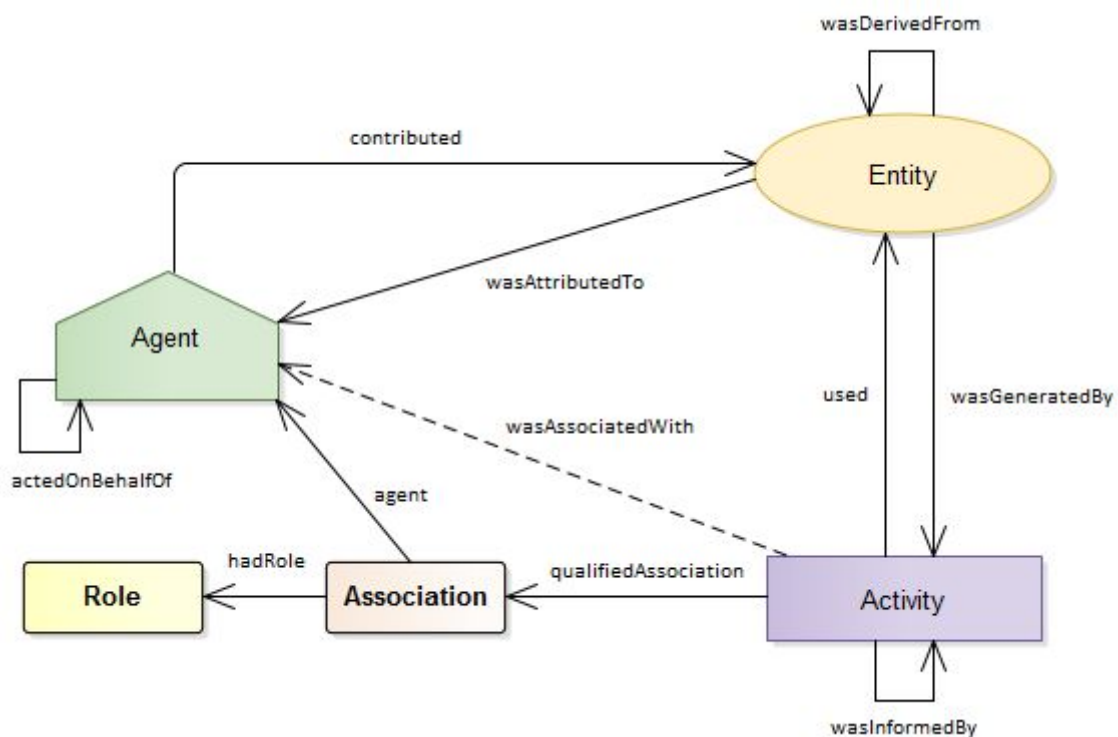 wasDerivedFrom
contributed
Entity
wasAttributedTo
Agent
used
wasGeneratedBy
wasAssociatedWith
actedOnBehalfOf
agent
hadRole
qualifiedAssociation
Role
Association
Activity
wasInformedBy